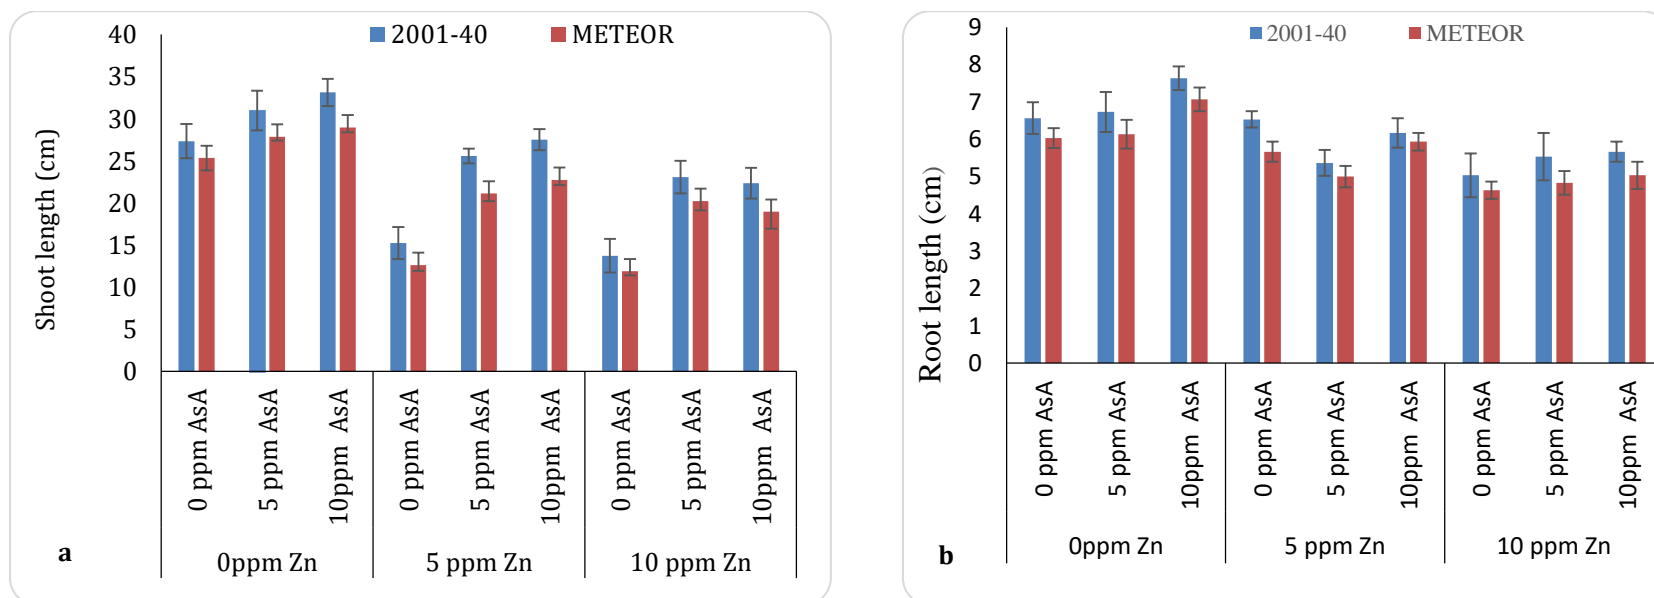 2001-40 METEOR
Shoot length (cm)
40
35
30
25
20
15
10
5
0
0 ppm AsA
5 ppm AsA
10ppm AsA
0 ppm AsA
5 ppm AsA
10ppm AsA
0 ppm AsA
5 ppm AsA
10ppm AsA
0ppm Zn
5 ppm Zn
10 ppm Zn
a
2001-40 METEOR
Root length (cm)
9
8
7
6
5
4
3
2
1
0
0 ppm AsA
5 ppm AsA
10ppm AsA
0 ppm AsA
5 ppm AsA
10ppm AsA
0 ppm AsA
5 ppm AsA
10ppm AsA
0ppm Zn
5 ppm Zn
10 ppm Zn
b